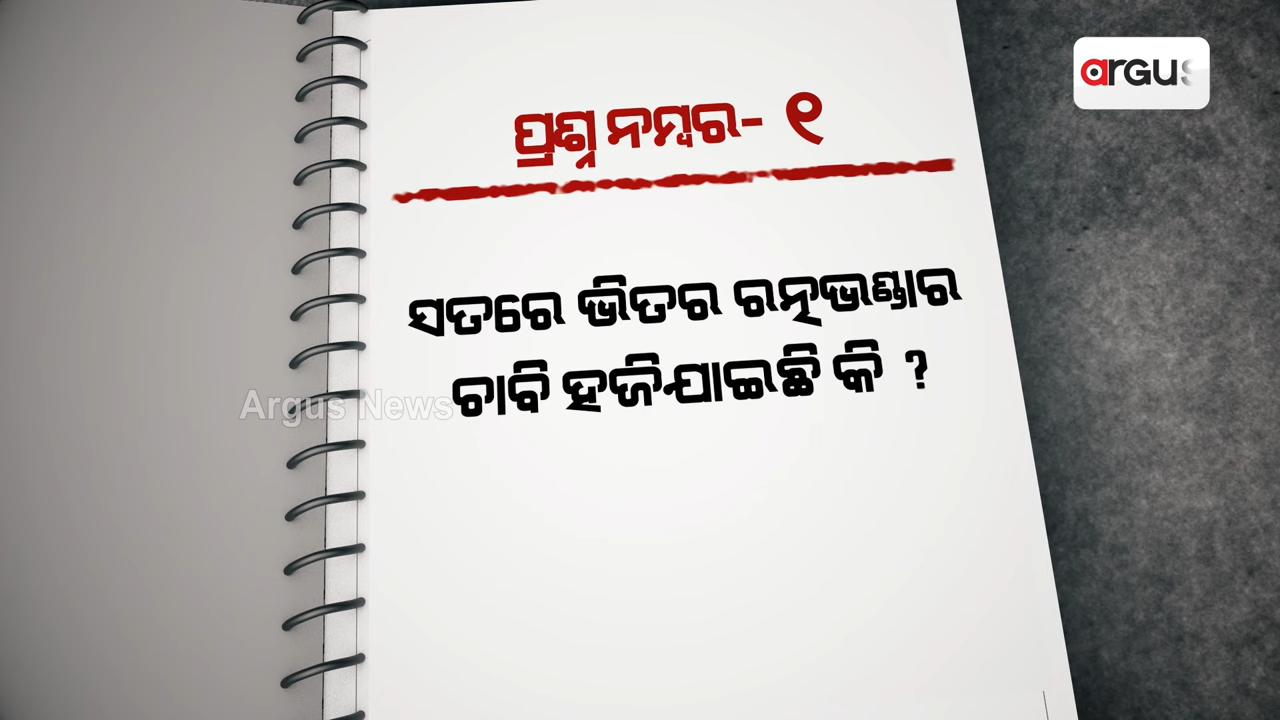 argus
ପ୍ରଶ୍ନ ନମ୍ବର- ୧
ସତରେ ଭିତର ରତ୍ନଭଣ୍ଡାର
ଚାବି ହଜିଯାଇଛି କି ?
Argus News